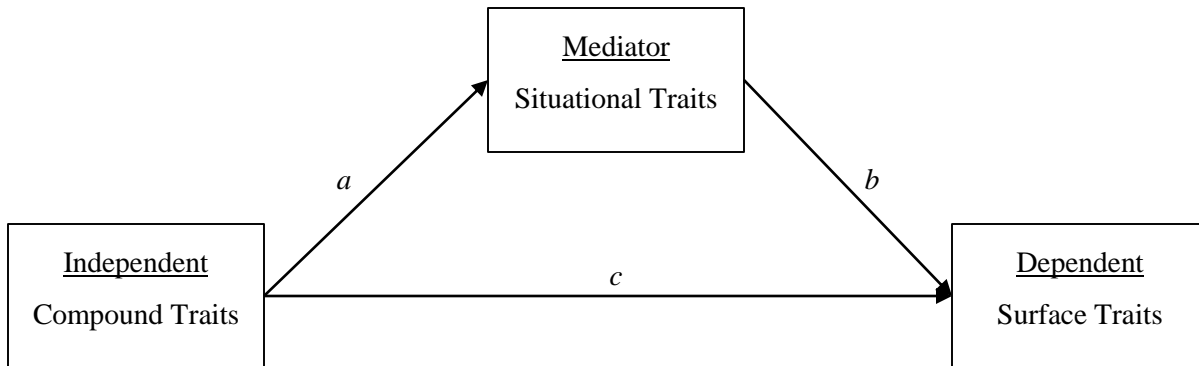 Mediator
Situational Traits
a
b
Independent
Compound Traits
c
Dependent
Surface Traits